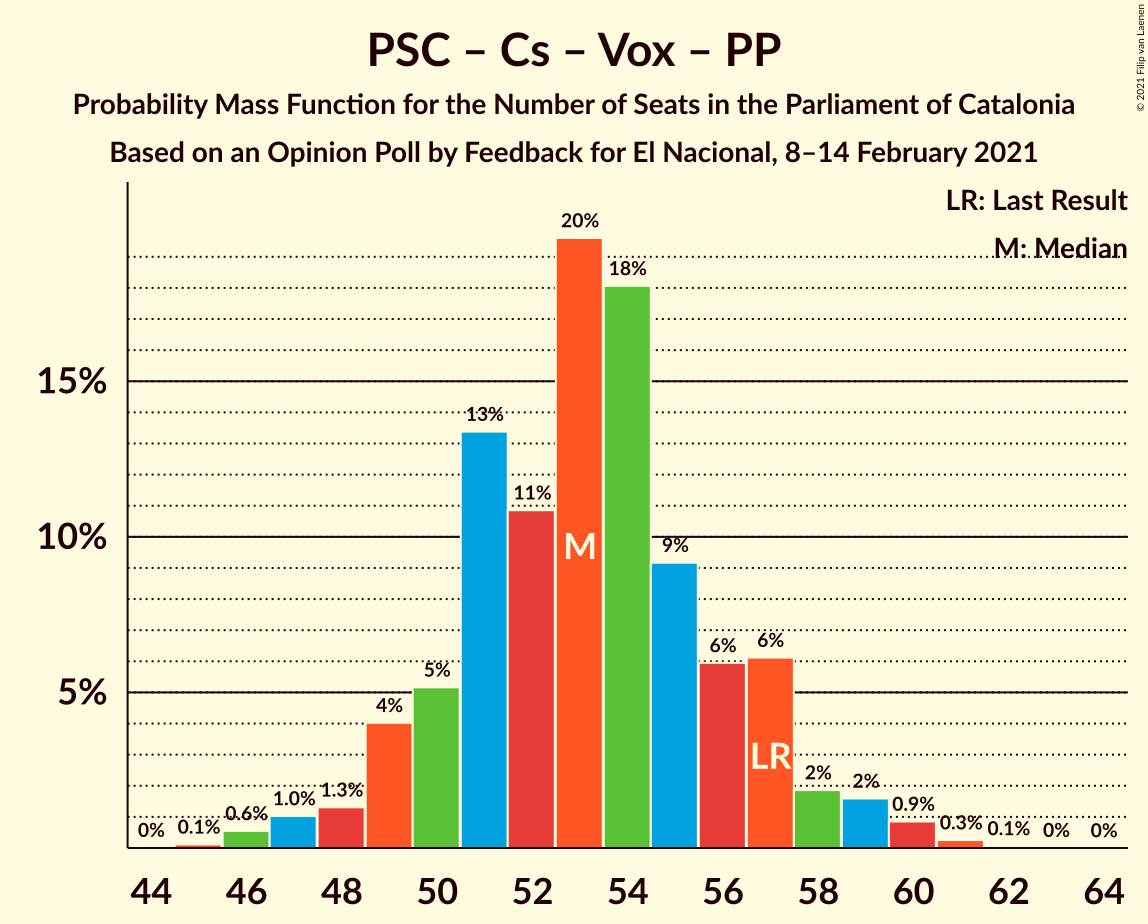 PSC – Cs – Vox – PP
Probability Mass Function for the Number of Seats in the Parliament of Catalonia
Based on an Opinion Poll by Feedback for El Nacional, 8–14 February 2021
© 2021 Filip van Laenen
LR: Last Result
M: Median
15%
10%
5%
0%
0.1%
0.6%
1.0%
1.3%
4%
5%
13%
11%
20%
18%
9%
6%
6%
2%
2%
0.9%
0.3%
0.1%
0%
0%
M
LR
44 46 48 50 52 54 56 58 60 62 64